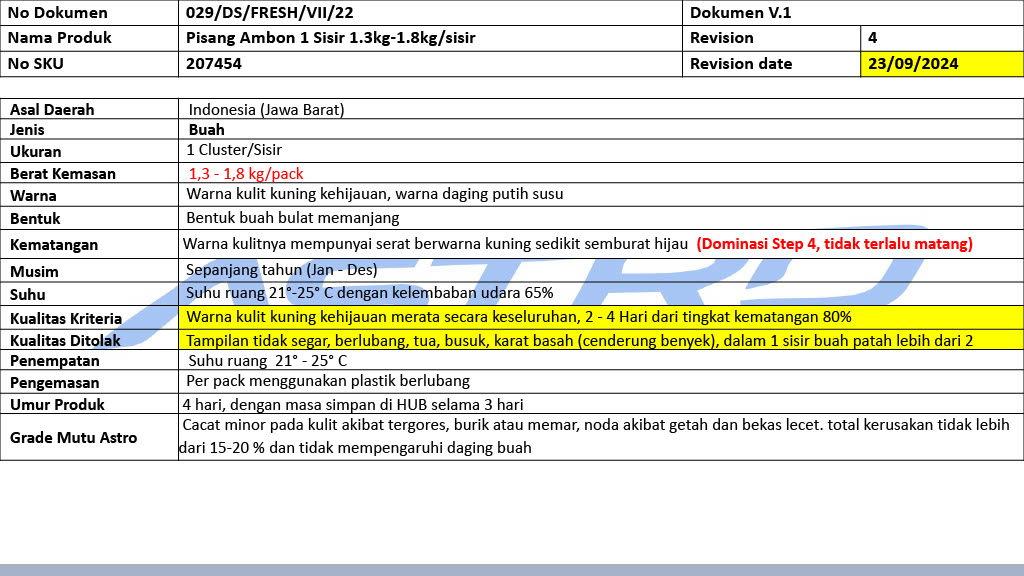 No Dokumen 029/DS/FRESH/VII/22 Dokumen V.1
Nama Produk Pisang Ambon 1 Sisir 1.3kg-1.8kg/sisir Revision 4
No SKU 207454 Revision date 23/09/2024
Asal Daerah Indonesia (Jawa Barat)
Jenis Buah
Ukuran 1 Cluster/Sisir
Berat Kemasan 1,3 - 1,8 kg/pack
Warna Warna kulit kuning kehijauan, warna daging putih susu
Bentuk Bentuk buah bulat memanjang
Kematangan Warna kulitnya mempunyai serat berwarna kuning sedikit semburat hijau (Dominasi Step 4, tidak terlalu matang)
Musim Sepanjang tahun (Jan - Des)
Suhu Suhu ruang 21°-25° C dengan kelembaban udara 65%
Kualitas Kriteria Warna kulit kuning kehijauan merata secara keseluruhan, 2 - 4 Hari dari tingkat kematangan 80%
Kualitas Ditolak Tampilan tidak segar, berlubang, tua, busuk, karat basah (cenderung benyek), dalam 1 sisir buah patah lebih dari 2
Penempatan Suhu ruang 21° - 25° C
Pengemasan Per pack menggunakan plastik berlubang
Umur Produk 4 hari, dengan masa simpan di HUB selama 3 hari
Grade Mutu Astro Cacat minor pada kulit akibat tergores, burik atau memar, noda akibat getah dan bekas lecet. total kerusakan tidak lebih
dari 15-20 % dan tidak mempengaruhi daging buah
ASTRO